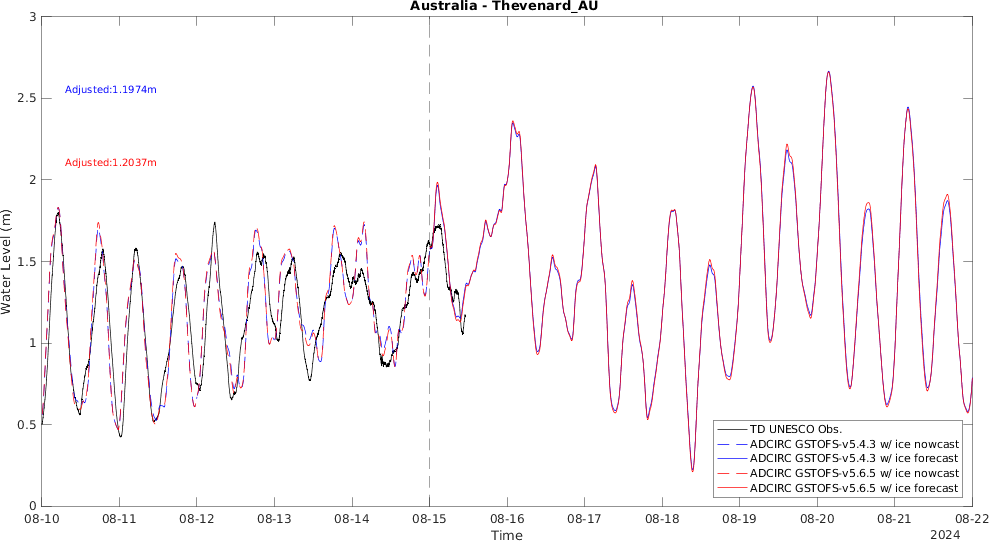 Australia - Thevenard_AU
3
2.5
2
1.5
1
0.5
0
Water Level (m)
Adjusted:1.1974m
Adjusted:1.2037m
TD UNESCO Obs.
ADCIRC GSTOFS-v5.4.3 w/ ice nowcast
ADCIRC GSTOFS-v5.4.3 w/ ice forecast
ADCIRC GSTOFS-v5.6.5 w/ ice nowcast
ADCIRC GSTOFS-v5.6.5 w/ ice forecast
08-10 08-11 08-12 08-13 08-14 08-15 08-16 08-17 08-18 08-19 08-20 08-21 08-22
Time
2024